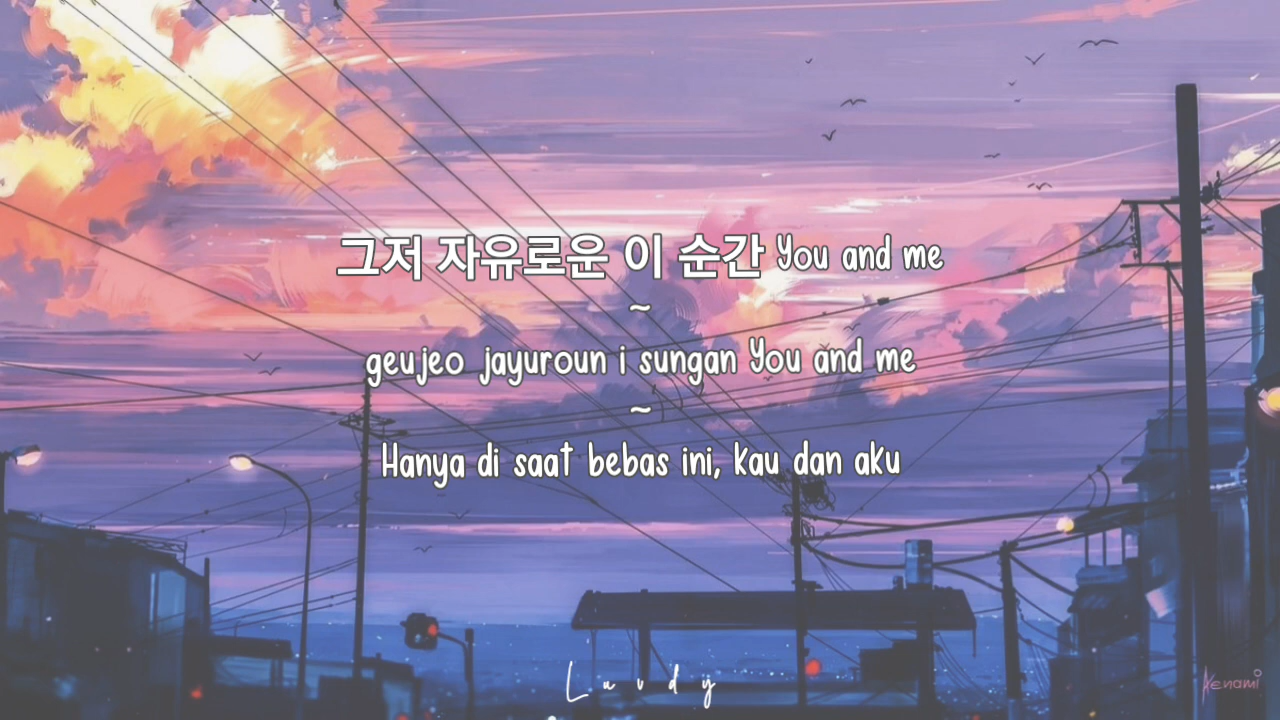 그저 자유로운 이 순간 You and me
~
geujeo jayuroun i sungan You and me
~
Hanya di saat bebas ini, kau dan aku
Aenami